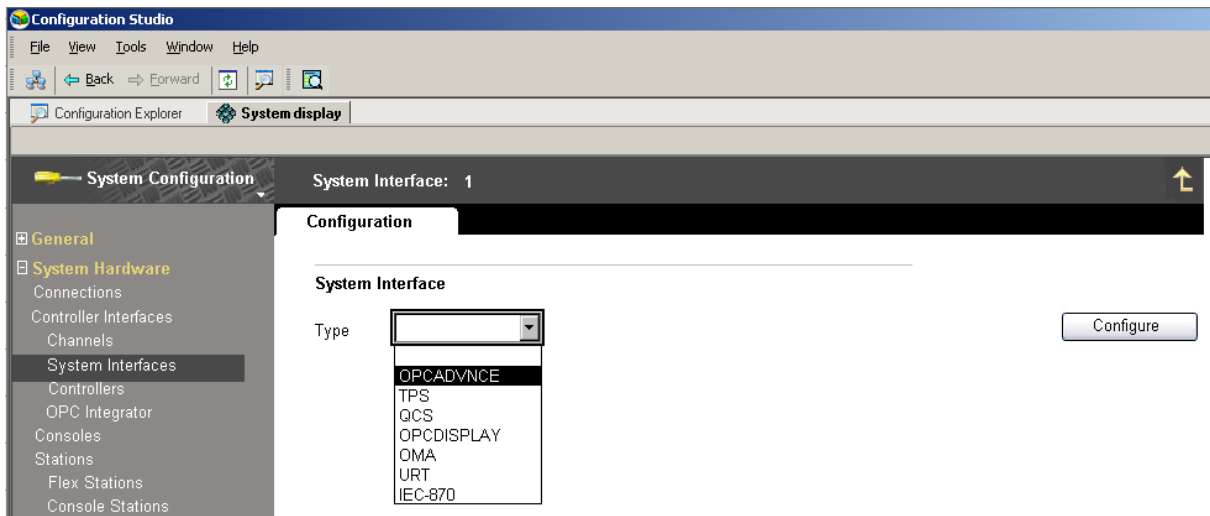 Configuration Studio
File View Tools Window Help
Back Forward
Configuration Explorer System display
System Configuration System Interface: 1
Configuration
General
System Hardware
Connections
Controller Interfaces
Channels
System Interfaces
Controllers
OPC Integrator
Consoles
Stations
Flex Stations
Console Stations
System Interface
Type Configure
OPCADVNCE
TPS
QCS
OPCDISPLAY
OMA
URT
IEC-870